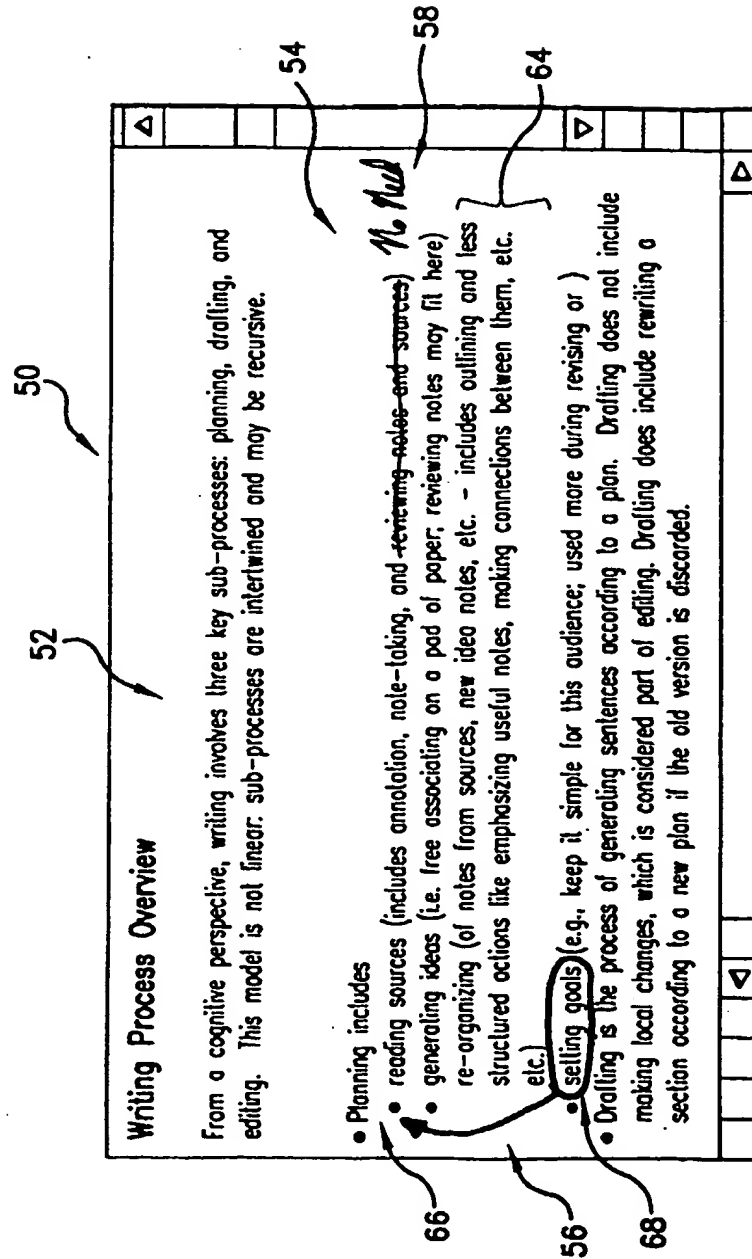 50
52
54
58
64
Writing Process Overview
From a cognitive perspective, writing involves three key sub-processes: planning, drafting, and
editing. This model is not linear: sub-processes are intertwined and may be recursive.
• Planning includes
• reading sources (includes annotation, note-taking, and reviewing notes and sources) No Need
• generating ideas (i.e. free associating on a pad of paper; reviewing notes may fit here)
re-organizing (of notes from sources, new idea notes, etc. - includes outlining and less
structured actions like emphasizing useful notes, making connections between them, etc.
etc.)
• setting goals (e.g., keep it simple for this audience; used more during revising or )
• Drafting is the process of generating sentences according to a plan. Drafting does not include
making local changes, which is considered part of editing. Drafting does include rewriting a
section according to a new plan if the old version is discarded.
66
56
68